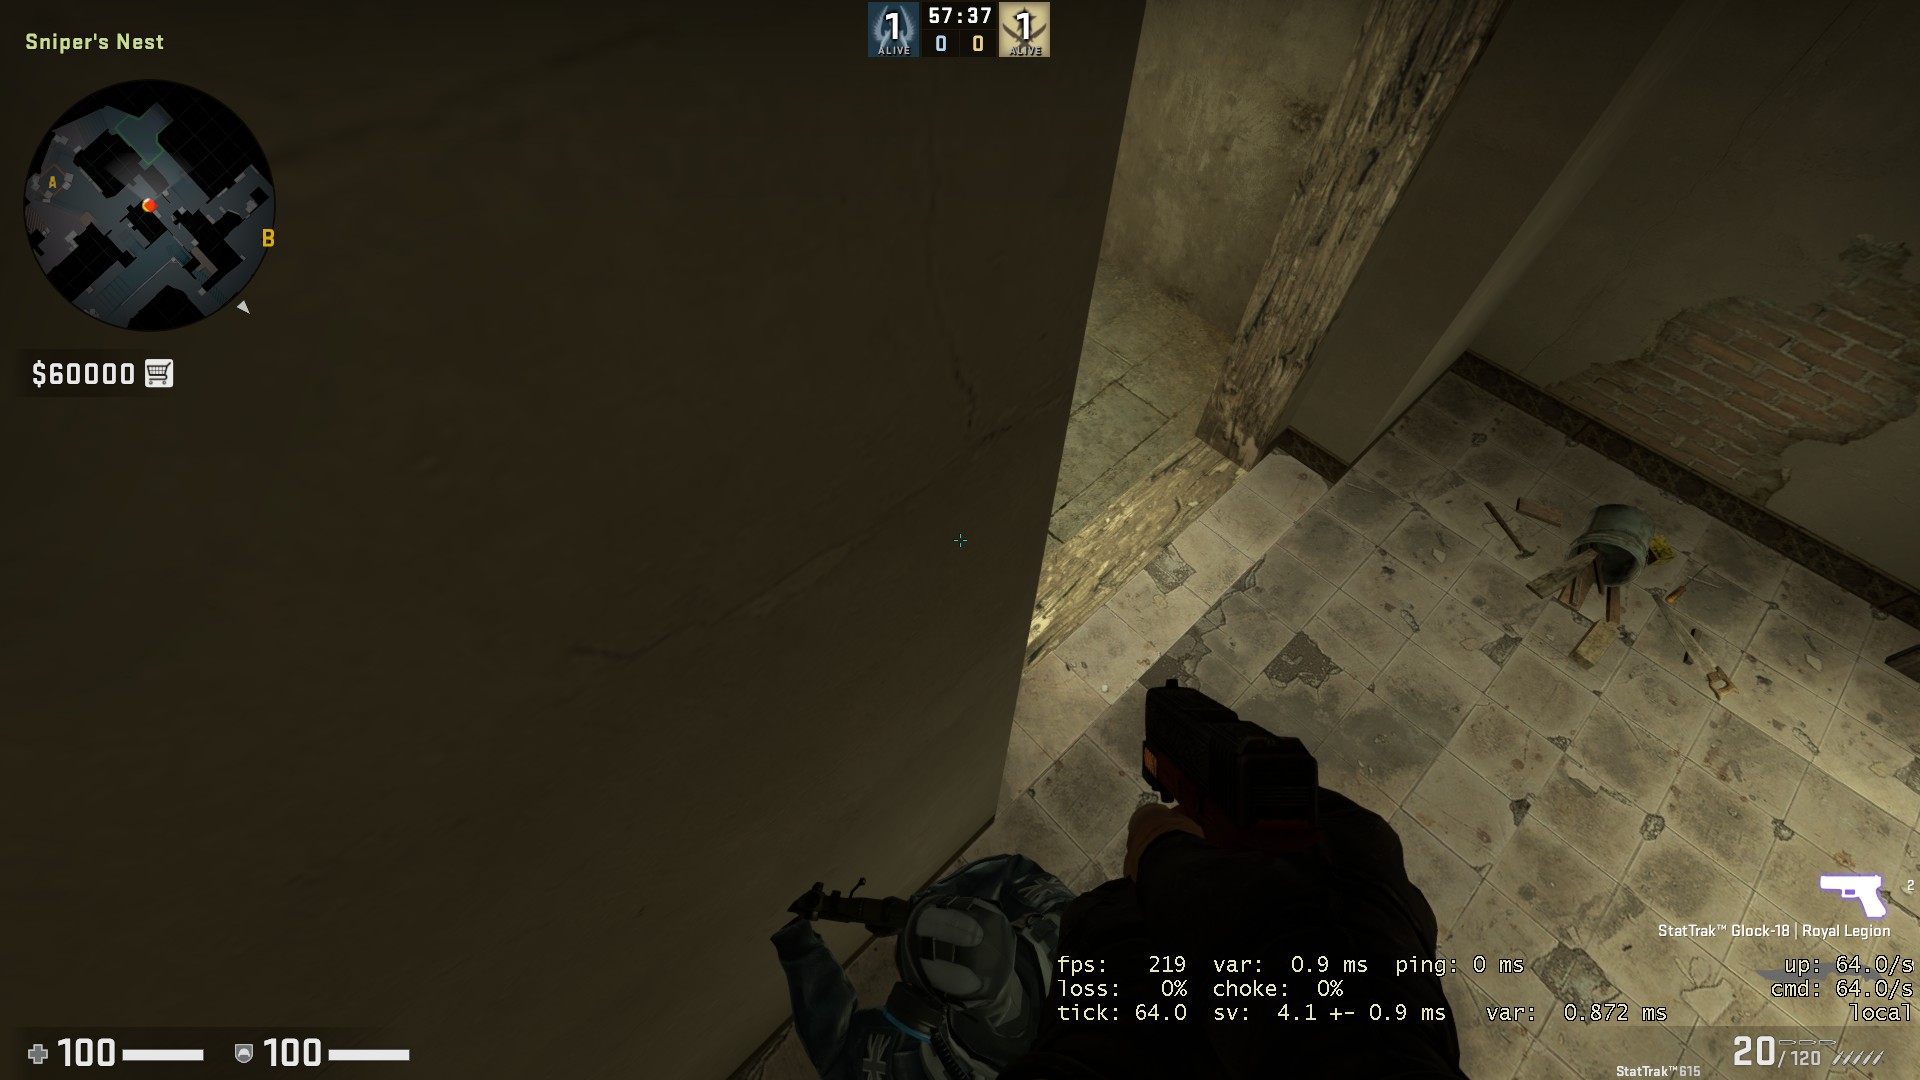 Sniper's Nest
1 57:37 1
ALIVE 0 0 ALIVE
A
B
$60000
2
StatTrak™ Glock-18 | Royal Legion
fps: 219 var: 0.9 ms ping: 0 ms up: 64.0/s
loss: 0% choke: 0% cmd: 64.0/s
tick: 64.0 sv: 4.1 +- 0.9 ms var: 0.872 ms local
100 100 20/120
StatTrak™615